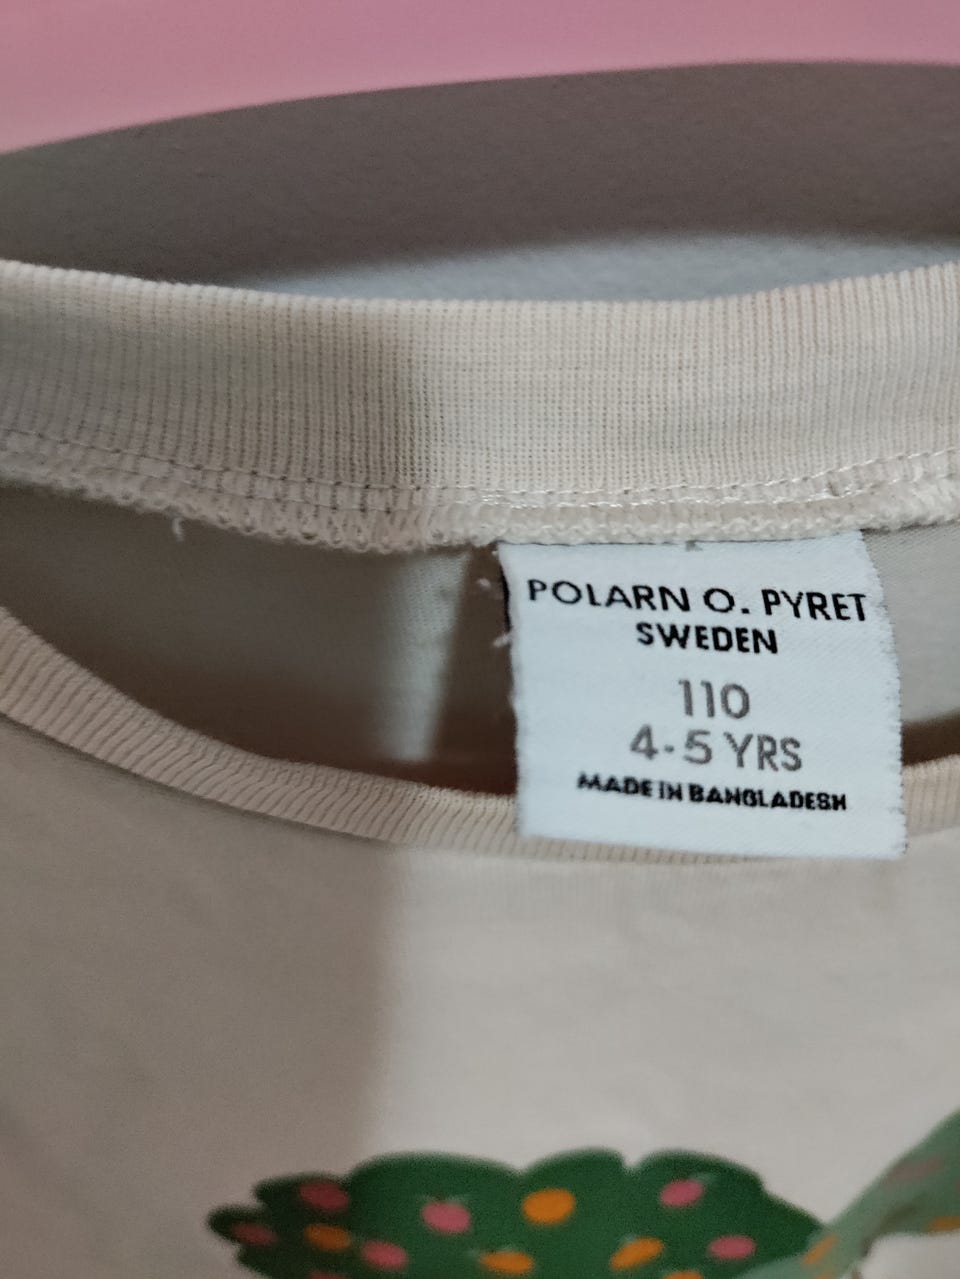 POLARN O. PYRET
SWEDEN
110
4-5 YRS
MADE IN BANGLADESH